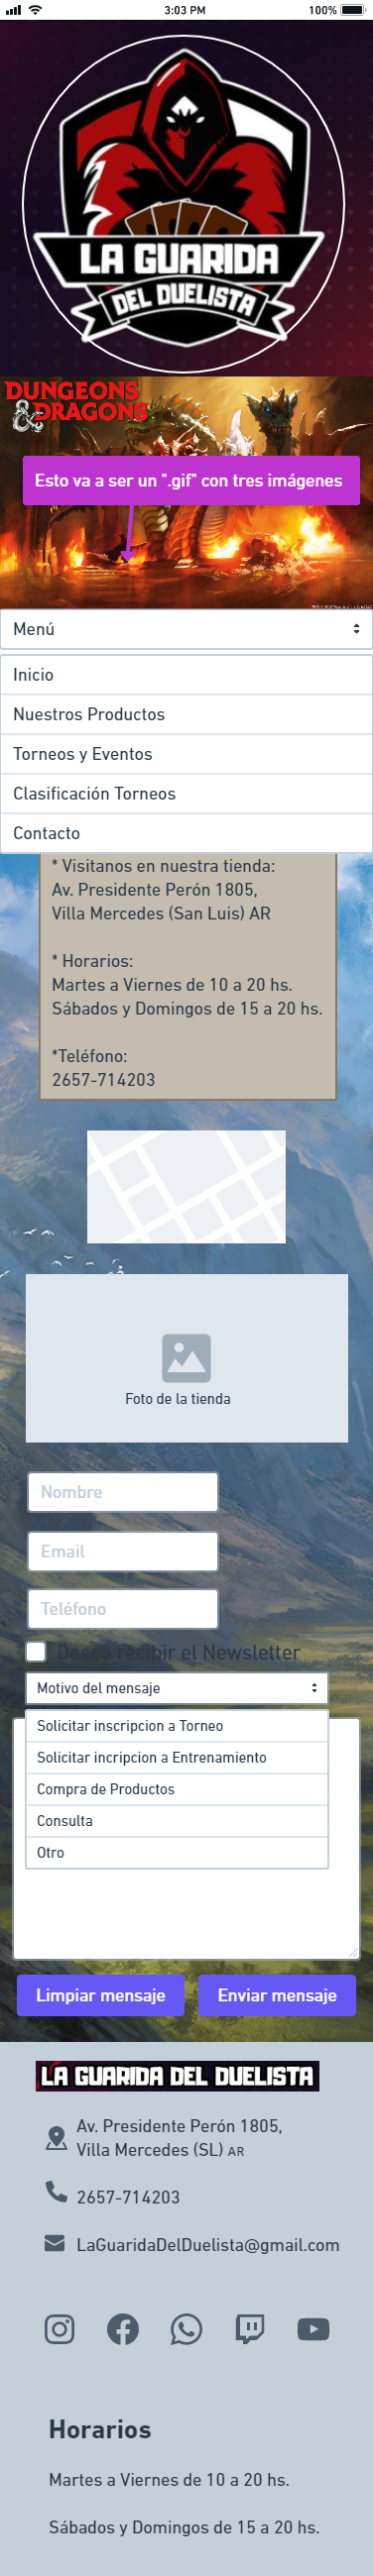 3:03 PM
100%
LA GUARIDA
DEL DUELISTA
DUNGEONS
& DRAGONS
Esto va a ser un ".gif" con tres imágenes
Menú
Inicio
Nuestros Productos
Torneos y Eventos
Clasificación Torneos
Contacto
* Visitanos en nuestra tienda:
Av. Presidente Perón 1805,
Villa Mercedes (San Luis) AR
* Horarios:
Martes a Viernes de 10 a 20 hs.
Sábados y Domingos de 15 a 20 hs.
*Teléfono:
2657-714203
Foto de la tienda
Nombre
Email
Teléfono
Deseo recibir el Newsletter
Motivo del mensaje
Solicitar inscripcion a Torneo
Solicitar incripcion a Entrenamiento
Compra de Productos
Consulta
Otro
Limpiar mensaje
Enviar mensaje
LA GUARIDA DEL DUELISTA
Av. Presidente Perón 1805,
Villa Mercedes (SL) AR
2657-714203
LaGuaridaDelDuelista@gmail.com
Horarios
Martes a Viernes de 10 a 20 hs.
Sábados y Domingos de 15 a 20 hs.